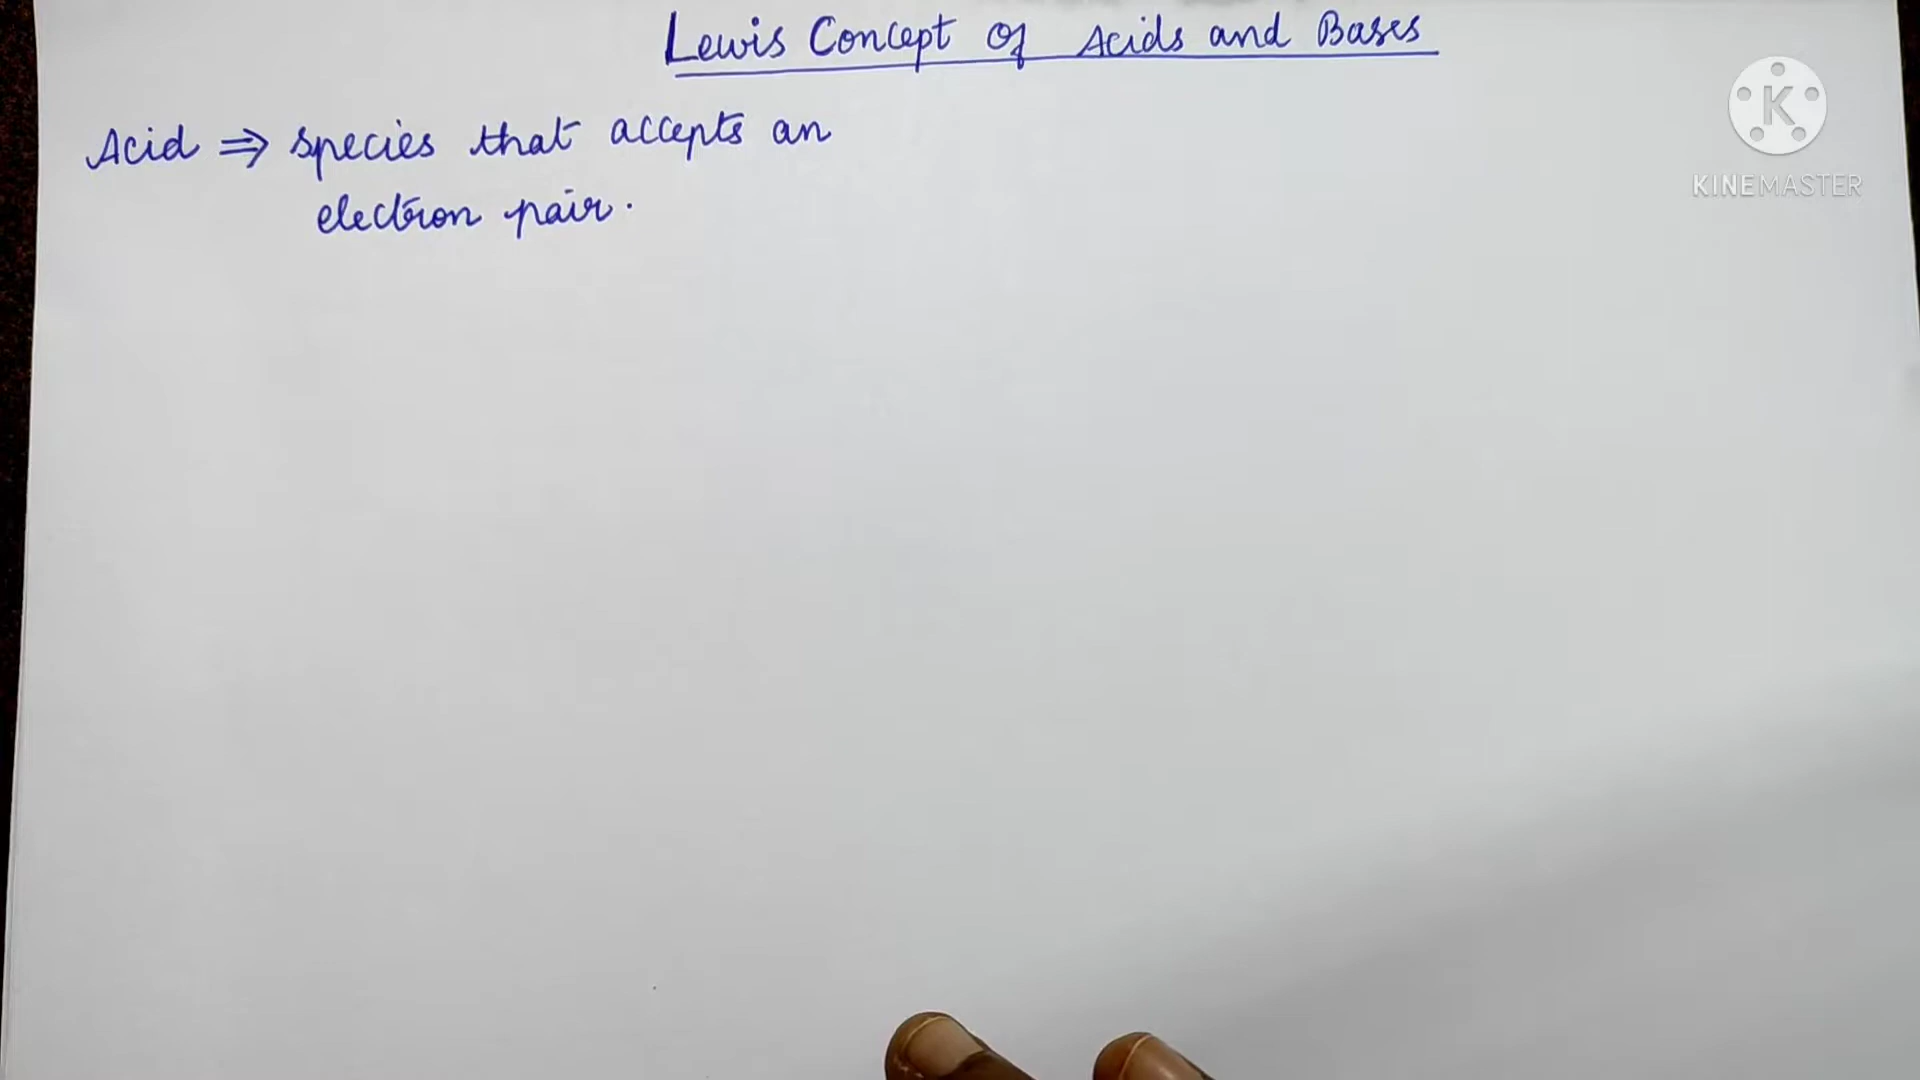 Lewis Concept Of Acids and Bases
Acid ⇒ species that accepts an
electron pair.
K
KINEMASTER